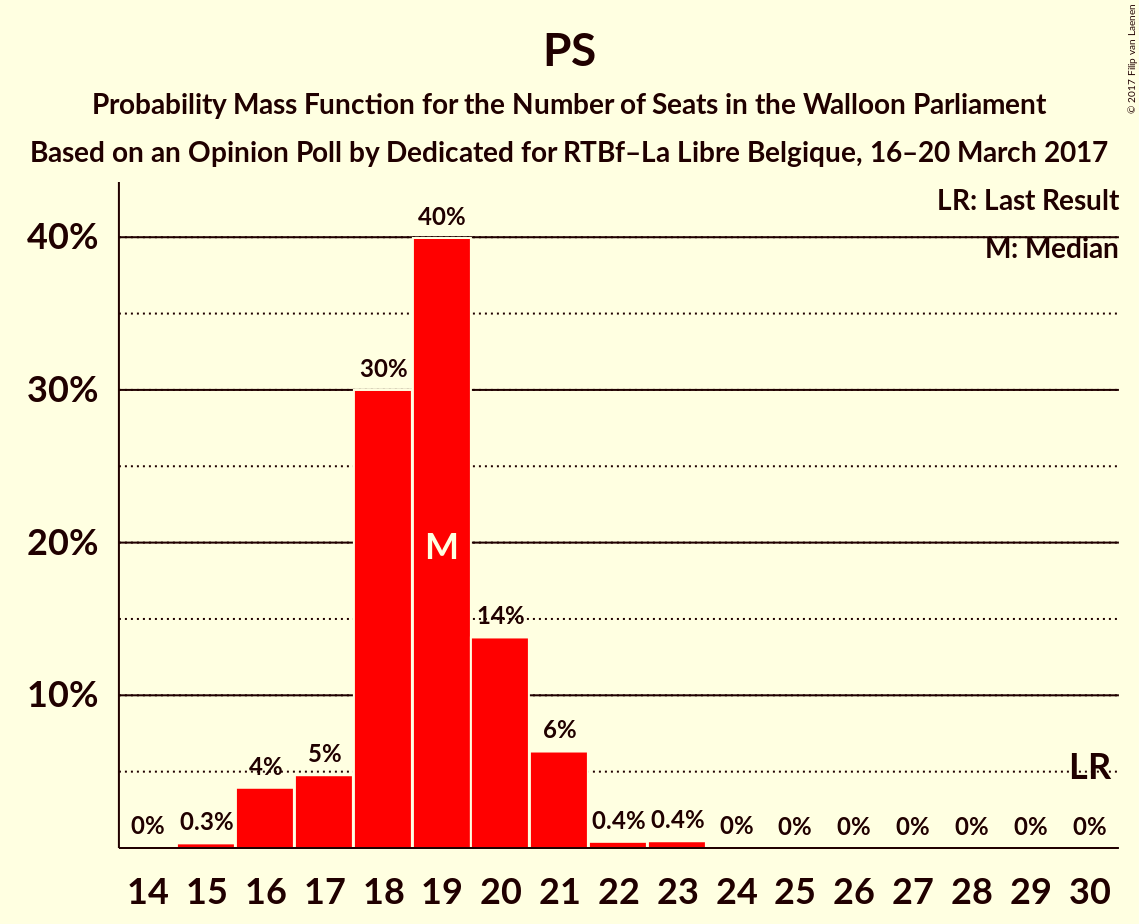 PS
Probability Mass Function for the Number of Seats in the Walloon Parliament
Based on an Opinion Poll by Dedicated for RTBf–La Libre Belgique, 16–20 March 2017
© 2017 Filip van Laenen
LR: Last Result
M: Median
40%
30%
20%
10%
0%
0.3%
4%
5%
30%
40%
M
14%
6%
0.4%
0.4%
0%
0%
0%
0%
0%
0%
0%
LR
14 15 16 17 18 19 20 21 22 23 24 25 26 27 28 29 30